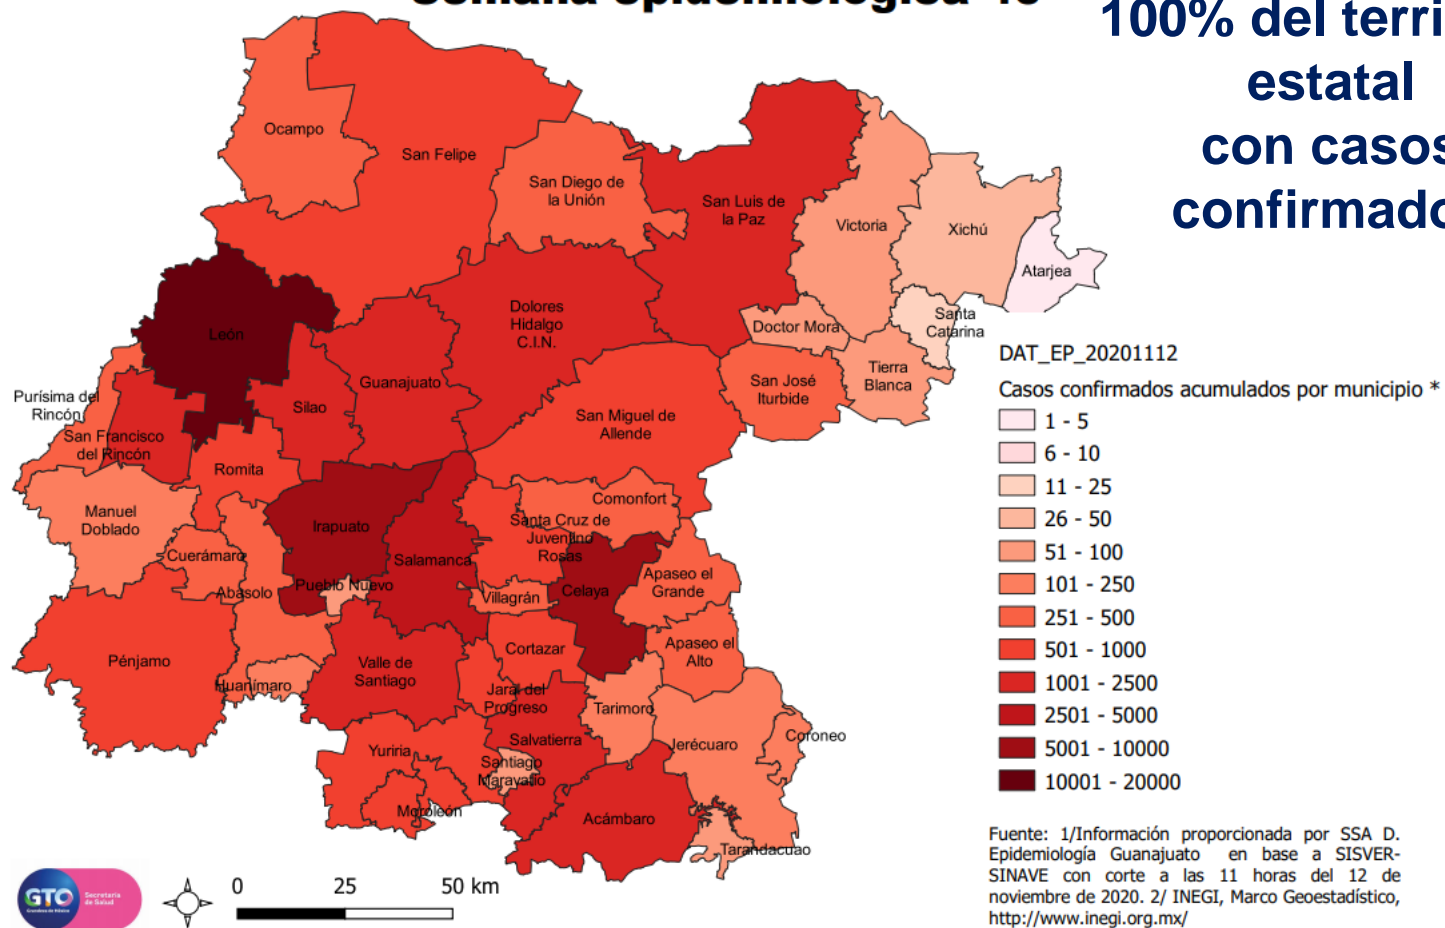 100% del terri
estatal
con casos
confirmado
Ocampo
San Felipe
San Diego de
la Unión
San Luis de
la Paz
Victoria
Xichú
Atarjea
León
Dolores
Hidalgo
C.I.N.
Doctor Mora
Santa
Catarina
Guanajuato
Silao
San José
Iturbide
Tierra
Blanca
Purísima del
Rincón
San Francisco
del Rincón
San Miguel de
Allende
Romita
Manuel
Doblado
Irapuato
Comonfort
Santa Cruz de
Juventino
Rosas
Cuerámaro
Salamanca
Abasolo
Pueblo Nuevo
Villagrán
Celaya
Apaseo el
Grande
Pénjamo
Huanímaro
Valle de
Santiago
Cortazar
Apaseo el
Alto
Jaral del
Progreso
Tarimoro
Jerécuaro
Coroneo
Yuriria
Salvatierra
Santiago
Maravatío
Moroleón
Acámbaro
Tarandacuao
DAT_EP_20201112
Casos confirmados acumulados por municipio *
1 - 5
6 - 10
11 - 25
26 - 50
51 - 100
101 - 250
251 - 500
501 - 1000
1001 - 2500
2501 - 5000
5001 - 10000
10001 - 20000
Fuente: 1/Información proporcionada por SSA D.
Epidemiología Guanajuato en base a SISVER-
SINAVE con corte a las 11 horas del 12 de
noviembre de 2020. 2/ INEGI, Marco Geoestadístico,
http://www.inegi.org.mx/
GTO
Grandeza de México
Secretaría
de Salud
0 25 50 km